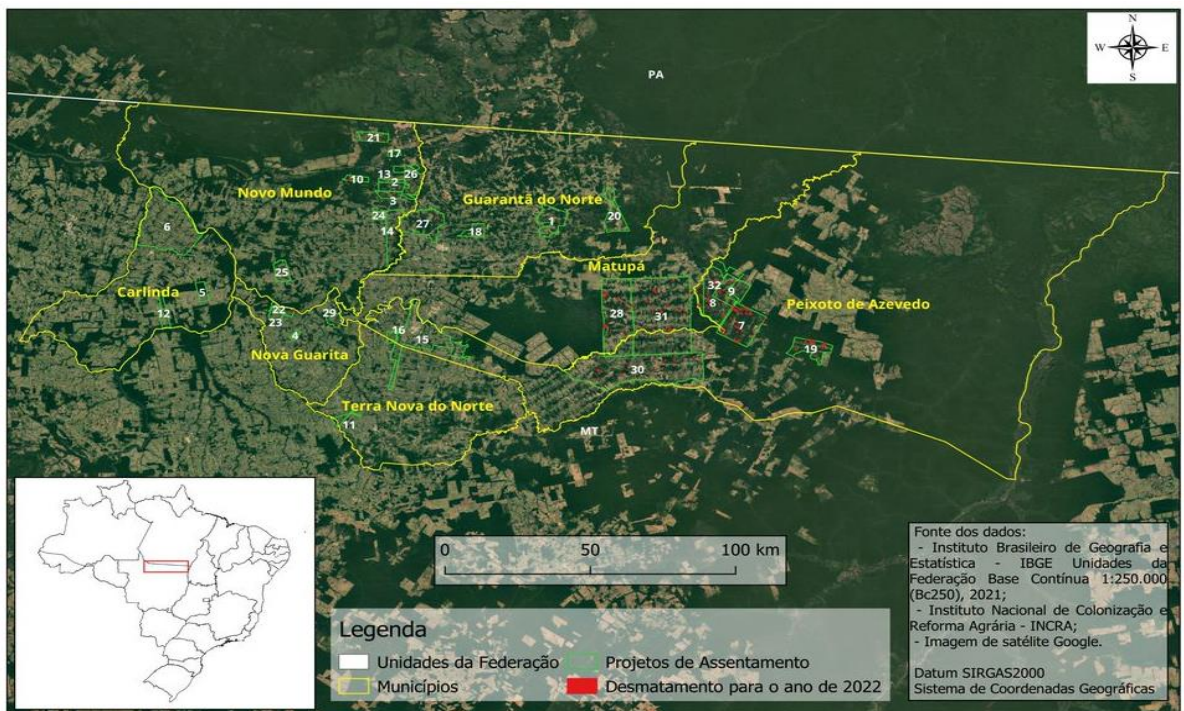 N
W E
S
PA
21
17
13 26
10 2
Novo Mundo
3
Guarantã do Norte
24
27
1
20
6
14
18
Matupá
25
32
9
Carlinda
5
8
Peixoto de Azevedo
12
22
29
28
31
23
16
7
4
15
19
Nova Guarita
30
Terra Nova do Norte
11
MT
0 50 100 km
Legenda
Unidades da Federação
Projetos de Assentamento
Municípios
Desmatamento para o ano de 2022
Fonte dos dados:
- Instituto Brasileiro de Geografia e
Estatística - IBGE Unidades da
Federação Base Contínua 1:250.000
(Bc250), 2021;
- Instituto Nacional de Colonização e
Reforma Agrária - INCRA;
- Imagem de satélite Google.
Datum SIRGAS2000
Sistema de Coordenadas Geográficas